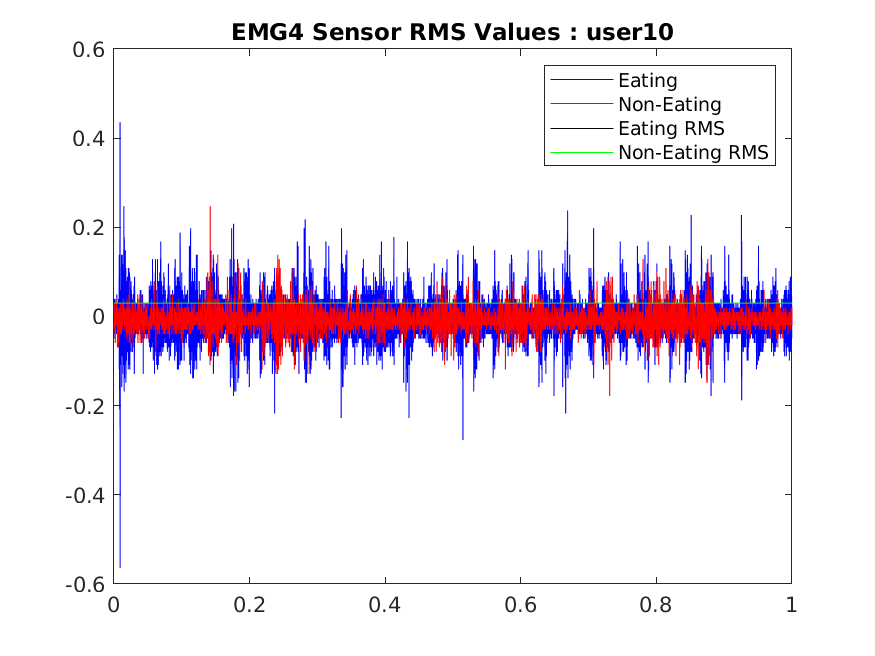 EMG4 Sensor RMS Values : user10
0.6
0.4
0.2
0
-0.2
-0.4
-0.6
Eating
Non-Eating
Eating RMS
Non-Eating RMS
0 0.2 0.4 0.6 0.8 1